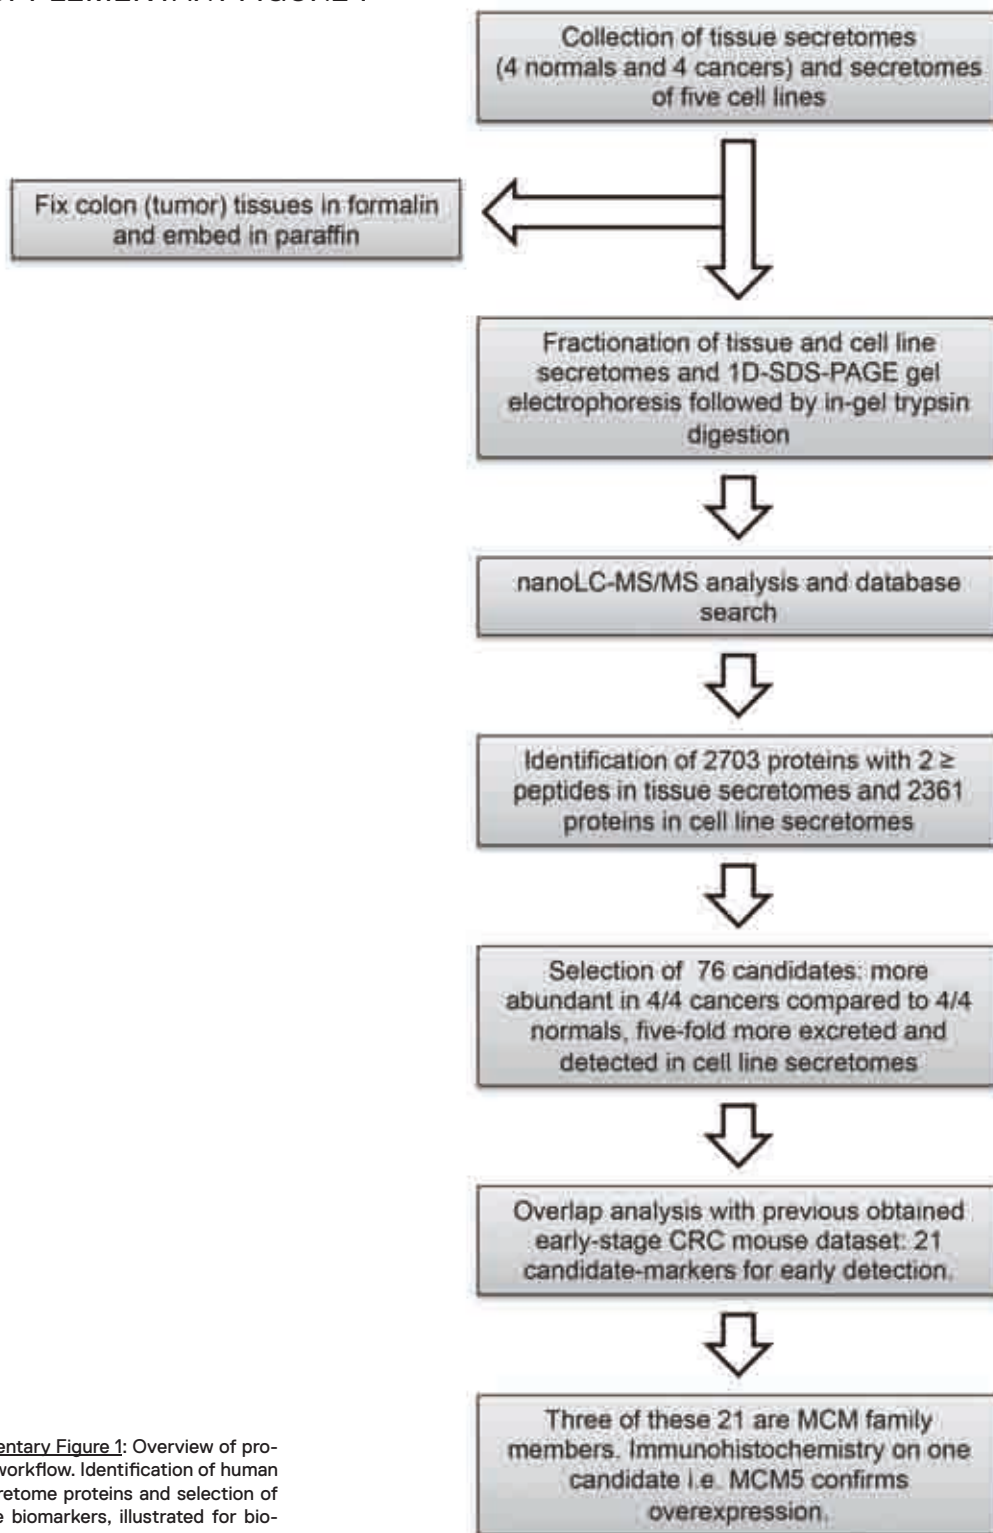 Collection of tissue secretomes
(4 normals and 4 cancers) and secretomes
of five cell lines
Fix colon (tumor) tissues in formalin
and embed in paraffin
Fractionation of tissue and cell line
secretomes and 1D-SDS-PAGE gel
electrophoresis followed by in-gel trypsin
digestion
nanoLC-MS/MS analysis and database
search
Identification of 2703 proteins with 2 ≥
peptides in tissue secretomes and 2361
proteins in cell line secretomes
Selection of 76 candidates: more
abundant in 4/4 cancers compared to 4/4
normals, five-fold more excreted and
detected in cell line secretomes
Overlap analysis with previous obtained
early-stage CRC mouse dataset: 21
candidate-markers for early detection.
Three of these 21 are MCM family
members. Immunohistochemistry on one
candidate i.e. MCM5 confirms
overexpression.
entary Figure 1: Overview of pro-
workflow. Identification of human
retome proteins and selection of
e biomarkers, illustrated for bio-